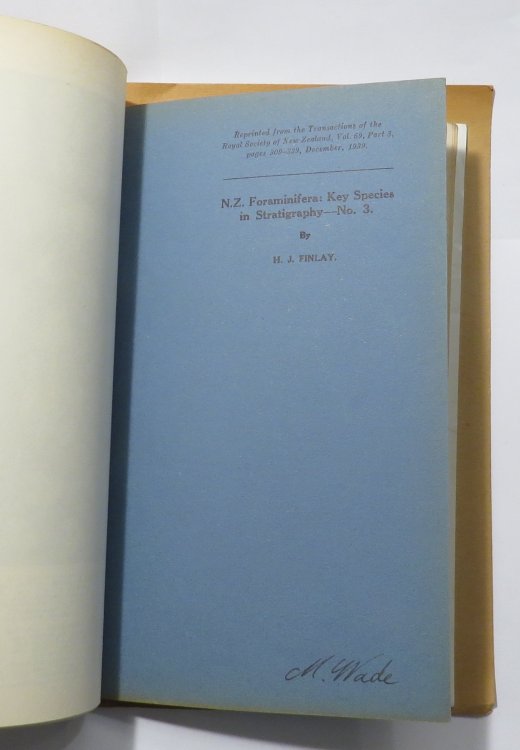 Reprinted from the Transactions of the
Royal Society of New Zealand, Vol. 69, Part 3,
pages 309-329, December, 1939.
N.Z. Foraminifera: Key Species
in Stratigraphy—No. 3.
By
H. J. FINLAY.
M. Wade